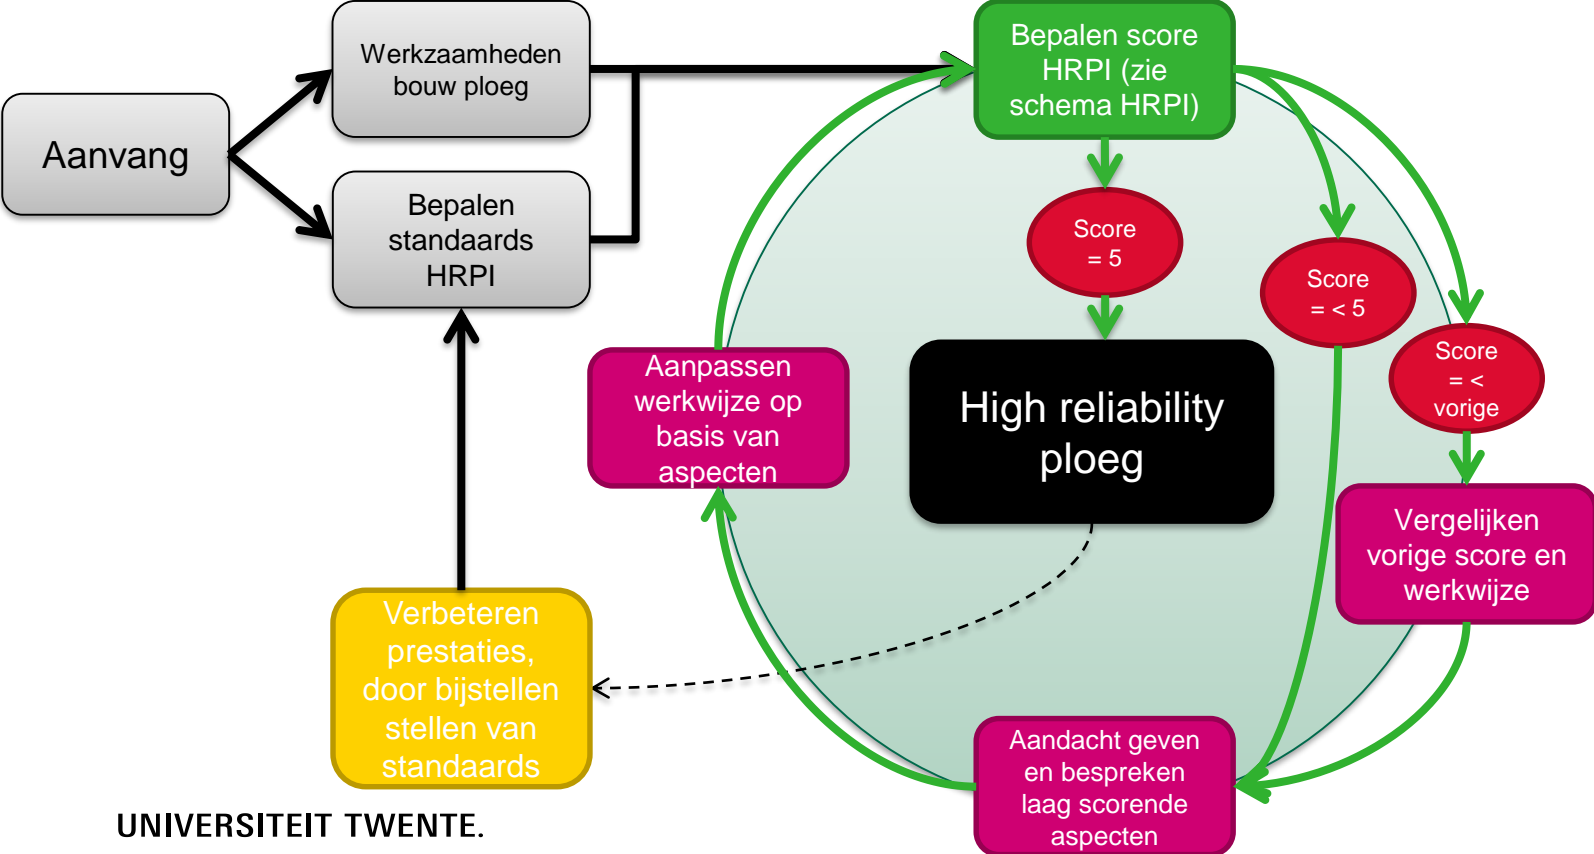 Aanvang
Werkzaamheden
bouw ploeg
Bepalen
standaards
HRPI
Bepalen score
HRPI (zie
schema HRPI)
Score
= 5
Score
= < 5
Score
= <
vorige
High reliability
ploeg
Aanpassen
werkwijze op
basis van
aspecten
Vergelijken
vorige score en
werkwijze
Verbeteren
prestaties,
door bijstellen
stellen van
standaards
Aandacht geven
en bespreken
laag scorende
aspecten
UNIVERSITEIT TWENTE.